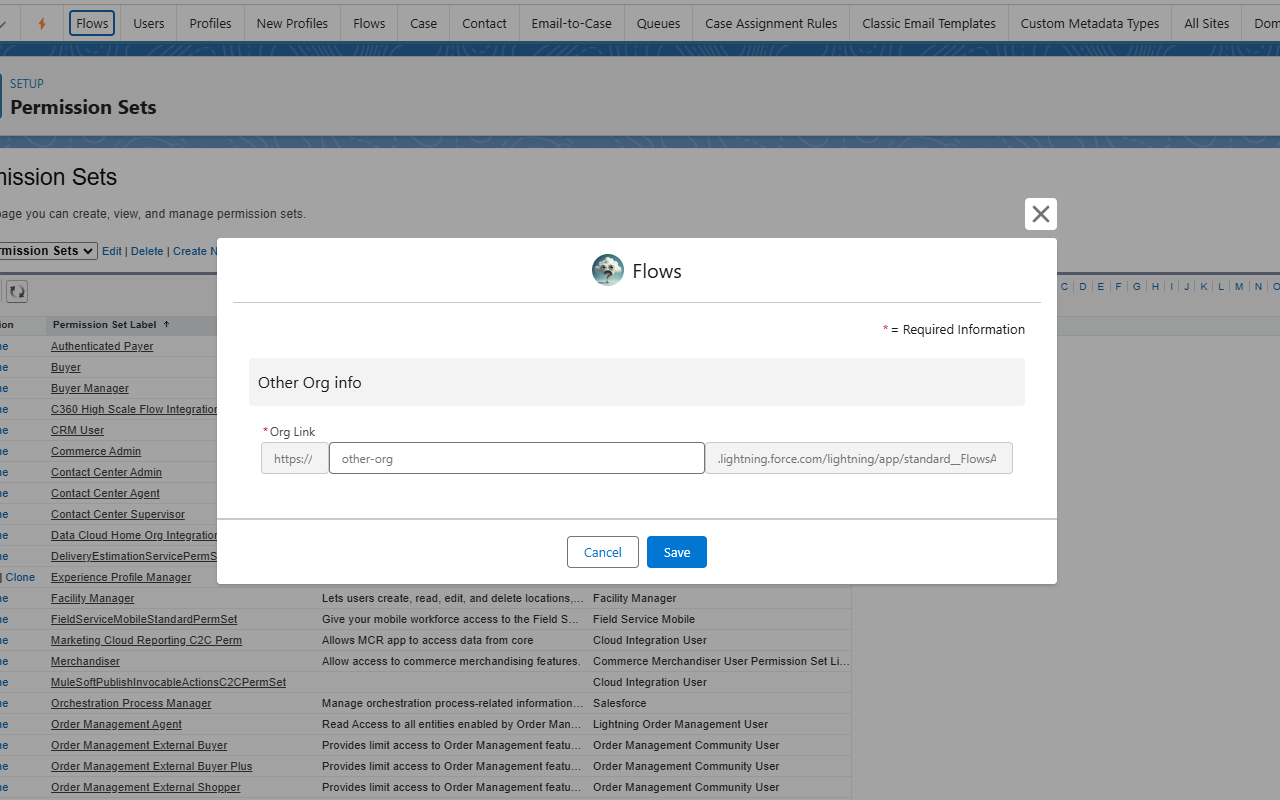 Flows Users Profiles New Profiles Flows Case Contact Email-to-Case Queues Case Assignment Rules Classic Email Templates Custom Metadata Types All Sites Dom
SETUP
Permission Sets
nission Sets
page you can create, view, and manage permission sets.
rmission Sets Edit | Delete | Create N
C D E F G H I J K L M N O
ion Permission Set Label ↑
ne Authenticated Payer
ne Buyer
ne Buyer Manager
ne C360 High Scale Flow Integration
ne CRM User
ne Commerce Admin
ne Contact Center Admin
ne Contact Center Agent
ne Contact Center Supervisor
ne Data Cloud Home Org Integration
ne DeliveryEstimationServicePermS
| Clone Experience Profile Manager
ne Facility Manager Lets users create, read, edit, and delete locations,... Facility Manager
ne FieldServiceMobileStandardPermSet Give your mobile workforce access to the Field S... Field Service Mobile
ne Marketing Cloud Reporting C2C Perm Allows MCR app to access data from core Cloud Integration User
ne Merchandiser Allow access to commerce merchandising features. Commerce Merchandiser User Permission Set Li...
ne MuleSoftPublishInvocableActionsC2CPermSet Cloud Integration User
ne Orchestration Process Manager Manage orchestration process-related information... Salesforce
ne Order Management Agent Read Access to all entities enabled by Order Man... Lightning Order Management User
ne Order Management External Buyer Provides limit access to Order Management featu... Order Management Community User
ne Order Management External Buyer Plus Provides limit access to Order Management featu... Order Management Community User
ne Order Management External Shopper Provides limit access to Order Management featu... Order Management Community User
Flows
* = Required Information
Other Org info
*Org Link
https:// other-org .lightning.force.com/lightning/app/standard__FlowsA
Cancel Save